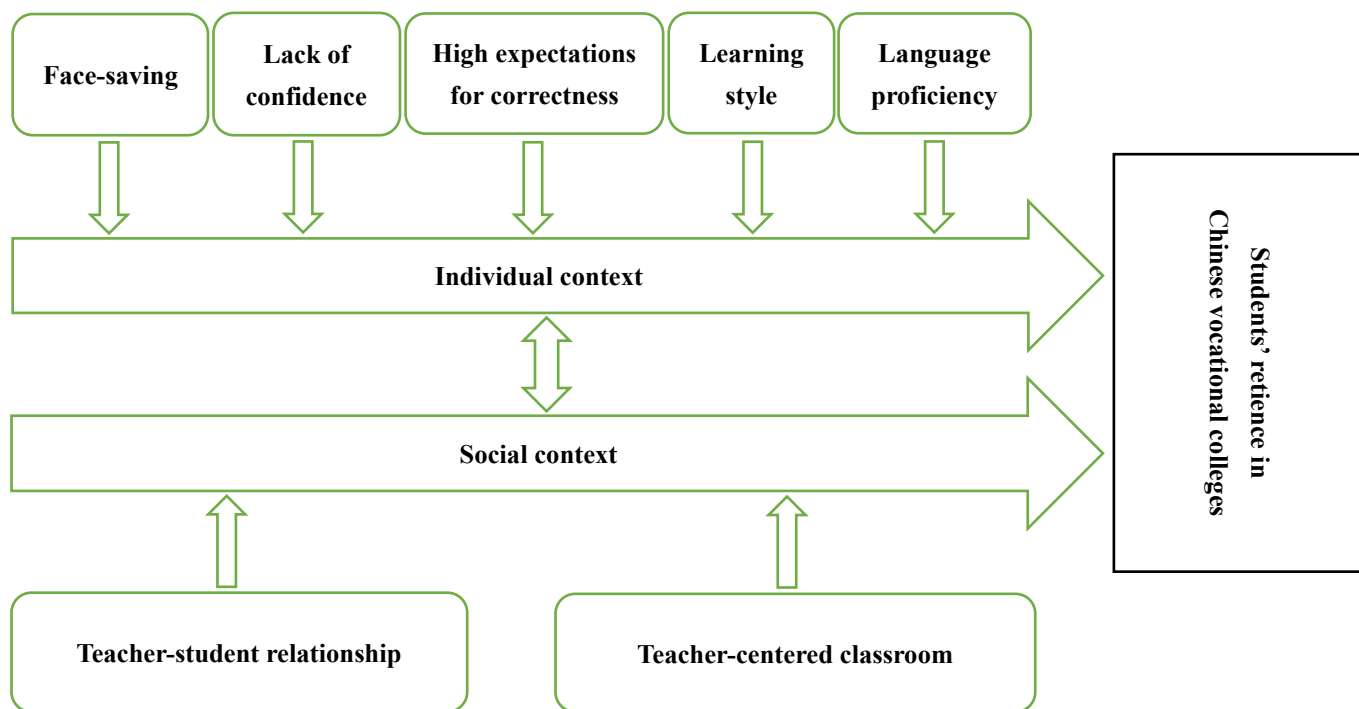 Face-saving
Lack of
confidence
High expectations
for correctness
Learning
style
Language
proficiency
Individual context
Social context
Teacher-student relationship
Teacher-centered classroom
Students’ retience in
Chinese vocational colleges